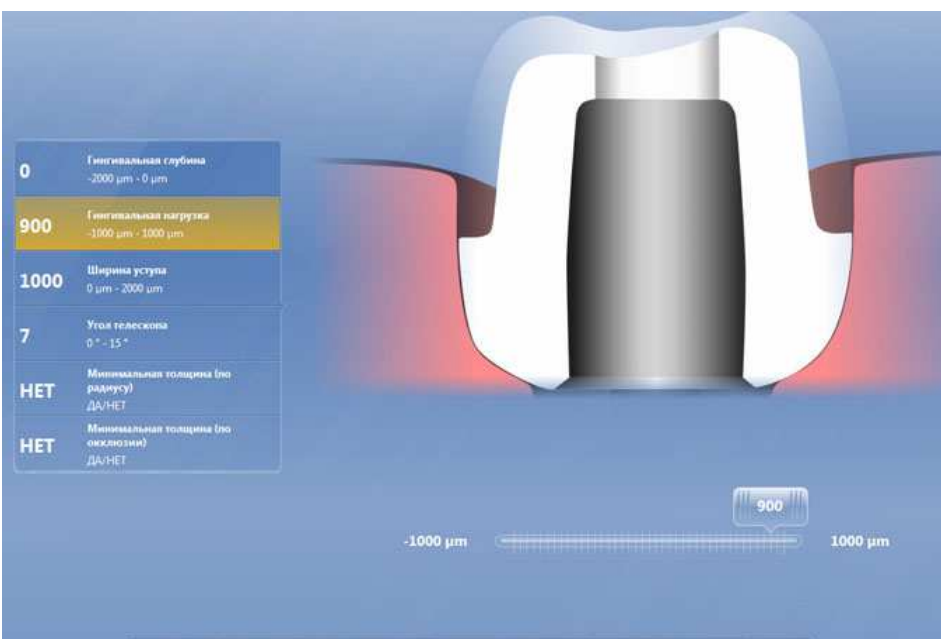 0
Гингивальная глубина
-2000 µm - 0 µm
900
Гингивальная нагрузка
-1000 µm - 1000 µm
1000
Ширина уступа
0 µm - 2000 µm
7
Угол телескопа
0 ° - 15 °
НЕТ
Минимальная толщина (по
радиусу)
ДА/НЕТ
НЕТ
Минимальная толщина (по
окклюзии)
ДА/НЕТ
900
-1000 µm
1000 µm